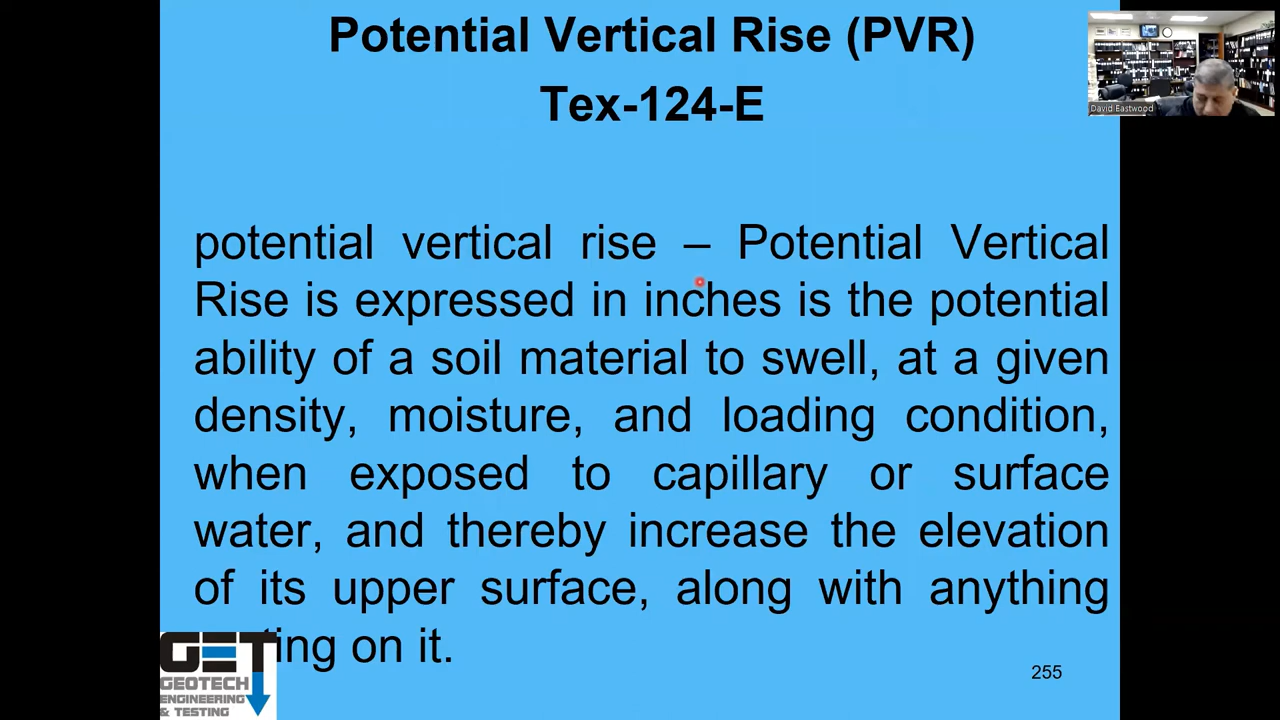 Potential Vertical Rise (PVR)
Tex-124-E
David Eastwood
potential vertical rise – Potential Vertical
Rise is expressed in inches is the potential
ability of a soil material to swell, at a given
density, moisture, and loading condition,
when exposed to capillary or surface
water, and thereby increase the elevation
of its upper surface, along with anything
ting on it.
255
GET
GEOTECH
ENGINEERING
& TESTING